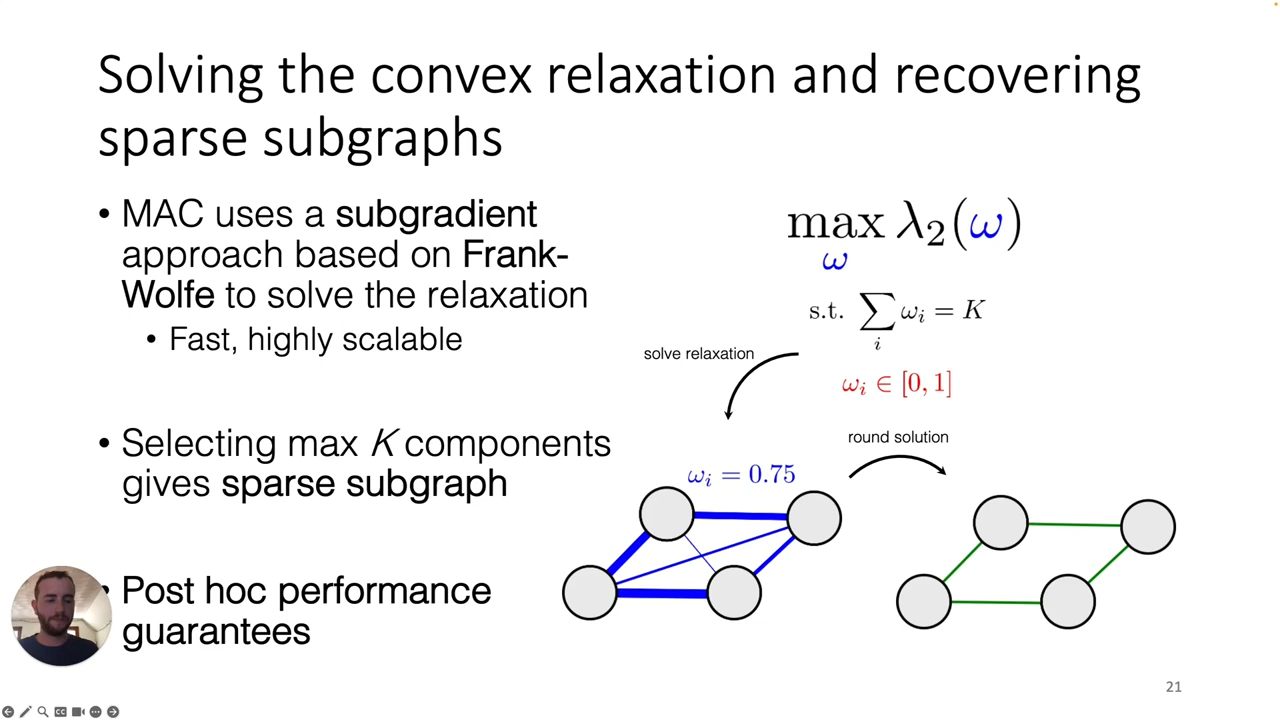 Solving the convex relaxation and recovering
sparse subgraphs
• MAC uses a subgradient
approach based on Frank-
Wolfe to solve the relaxation
• Fast, highly scalable
• Selecting max K components
gives sparse subgraph
• Post hoc performance
guarantees
max λ₂(ω)
ω
s.t. ∑ ωᵢ = K
i
ωᵢ ∈ [0, 1]
solve relaxation
round solution
ωᵢ = 0.75
21
CC